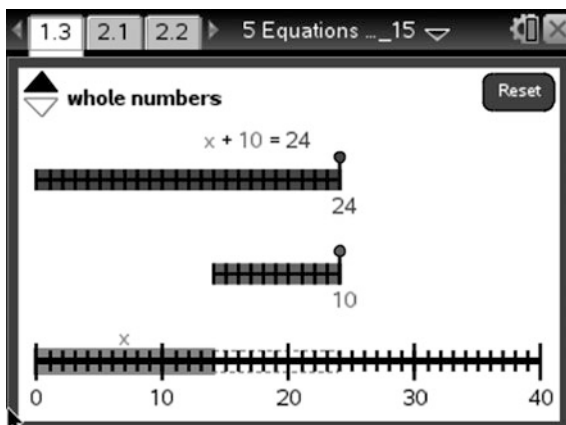 1.3 2.1 2.2 5 Equations ..._15
whole numbers
Reset
x + 10 = 24
24
10
x
0 10 20 30 40